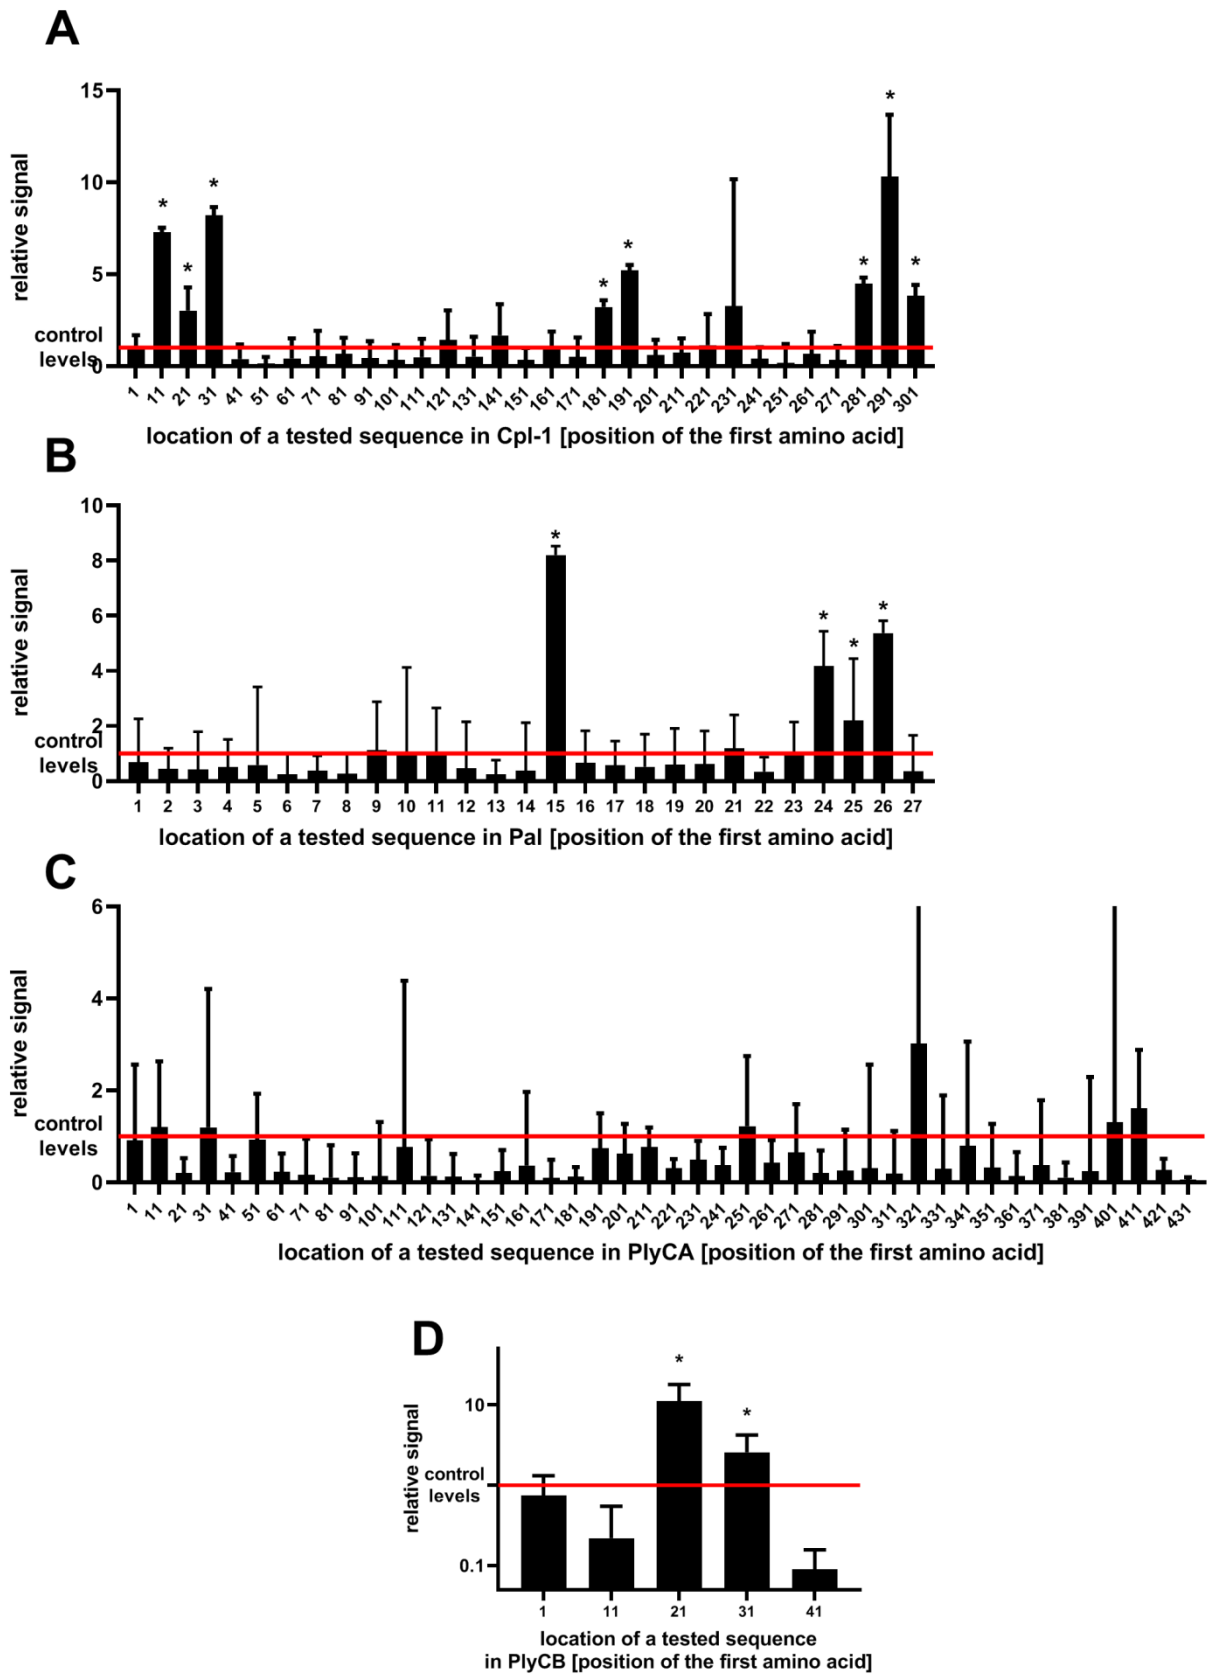 A
relative signal
15
10
5
0
control
levels
* * * * * * * *
1 11 21 31 41 51 61 71 81 91 101 111 121 131 141 151 161 171 181 191 201 211 221 231 241 251 261 271 281 291 301
location of a tested sequence in Cpl-1 [position of the first amino acid]
B
relative signal
10
8
6
4
2
control
levels
0
* * * *
1 2 3 4 5 6 7 8 9 10 11 12 13 14 15 16 17 18 19 20 21 22 23 24 25 26 27
location of a tested sequence in Pal [position of the first amino acid]
C
relative signal
6
4
2
control
levels
0
1 11 21 31 41 51 61 71 81 91 101 111 121 131 141 151 161 171 181 191 201 211 221 231 241 251 261 271 281 291 301 311 321 331 341 351 361 371 381 391 401 411 421 431
location of a tested sequence in PlyCA [position of the first amino acid]
D
relative signal
10
control
levels
0.1
* *
1 11 21 31 41
location of a tested sequence
in PlyCB [position of the first amino acid]